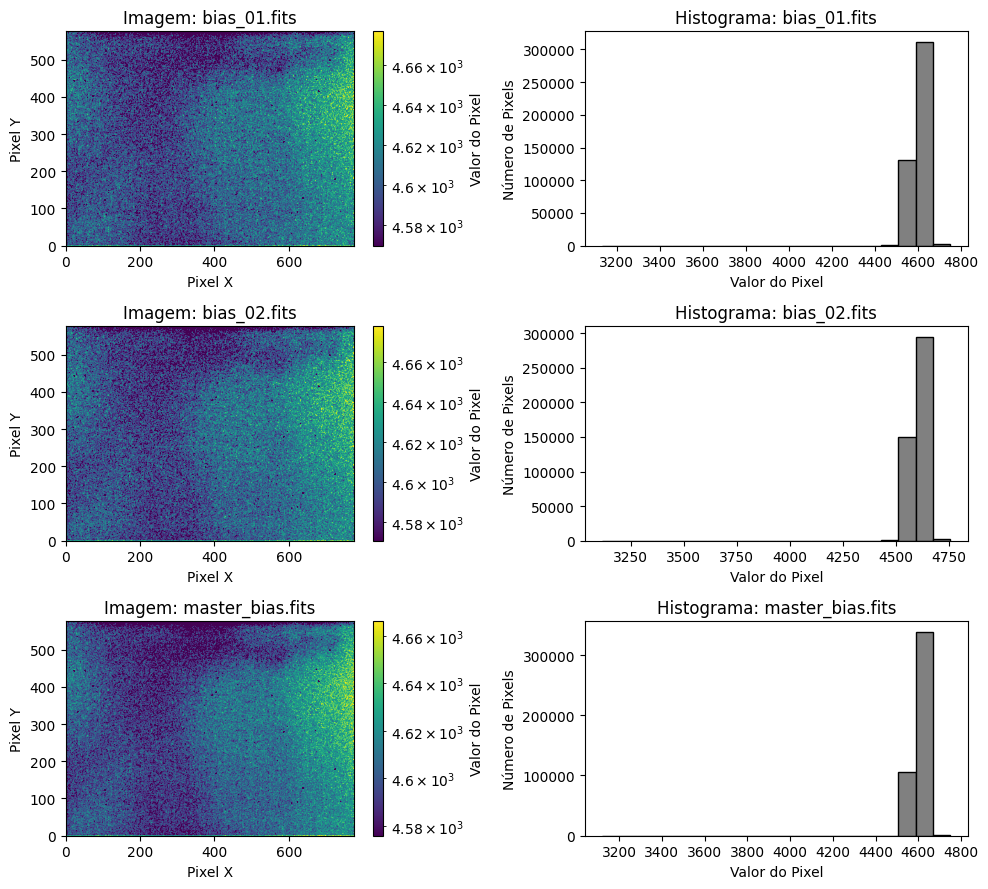 Imagem: bias_01.fits
500
400
300
200
100
0
Pixel Y
0 200 400 600
Pixel X
4.66 × 10³
4.64 × 10³
4.62 × 10³
4.6 × 10³
4.58 × 10³
Valor do Pixel
Histograma: bias_01.fits
300000
250000
200000
150000
100000
50000
0
Número de Pixels
3200 3400 3600 3800 4000 4200 4400 4600 4800
Valor do Pixel
Imagem: bias_02.fits
500
400
300
200
100
0
Pixel Y
0 200 400 600
Pixel X
4.66 × 10³
4.64 × 10³
4.62 × 10³
4.6 × 10³
4.58 × 10³
Valor do Pixel
Histograma: bias_02.fits
300000
250000
200000
150000
100000
50000
0
Número de Pixels
3250 3500 3750 4000 4250 4500 4750
Valor do Pixel
Imagem: master_bias.fits
500
400
300
200
100
0
Pixel Y
0 200 400 600
Pixel X
4.66 × 10³
4.64 × 10³
4.62 × 10³
4.6 × 10³
4.58 × 10³
Valor do Pixel
Histograma: master_bias.fits
300000
200000
100000
0
Número de Pixels
3200 3400 3600 3800 4000 4200 4400 4600 4800
Valor do Pixel